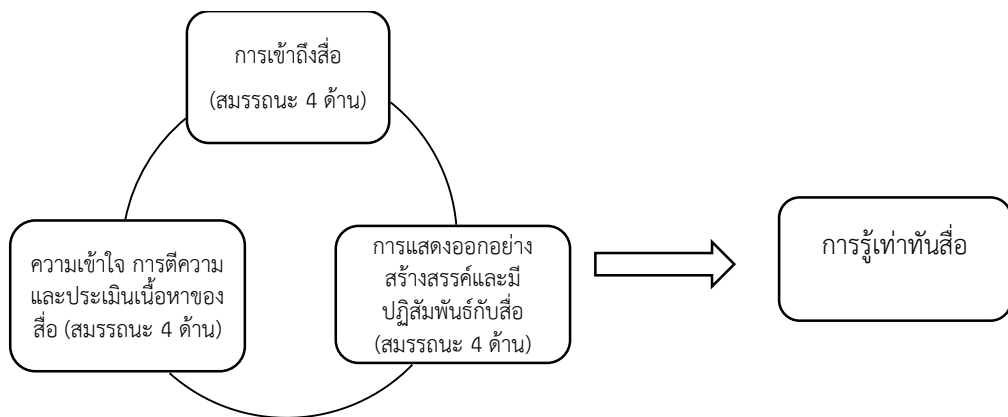 การเข้าถึงสื่อ
(สมรรถนะ 4 ด้าน)
ความเข้าใจ การตีความ
และประเมินเนื้อหาของ
สื่อ (สมรรถนะ 4 ด้าน)
การแสดงออกอย่าง
สร้างสรรค์และมี
ปฏิสัมพันธ์กับสื่อ
(สมรรถนะ 4 ด้าน)
การรู้เท่าทันสื่อ